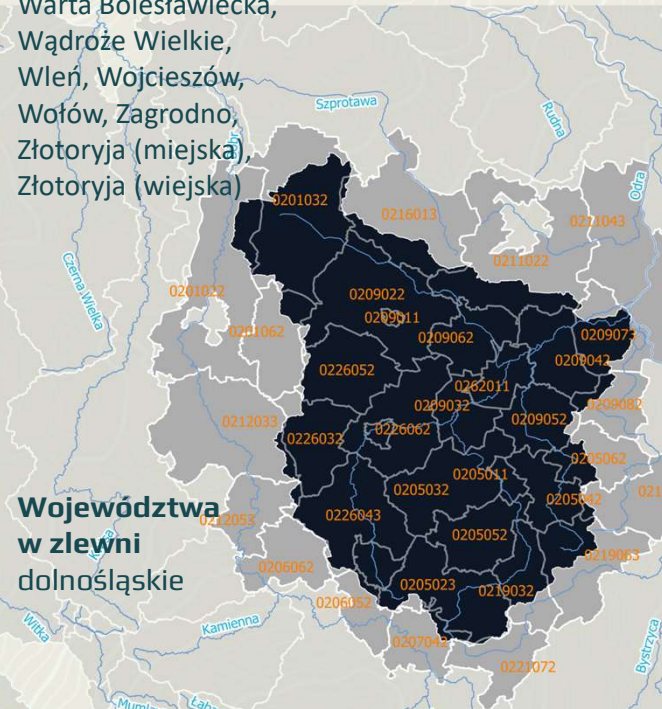 Warta Bolesławiecka,
Wądroże Wielkie,
Wleń, Wojcieszów,
Wołów, Zagrodno,
Złotoryja (miejska),
Złotoryja (wiejska)
Szprotawa
Rudna
Odra
0201032
0216013
0211043
0211022
Czerna Wielka
0201022
0209022
0209011
0201062
0209062
0209073
0209042
0226052
0202011
0209032
0209082
0212033
0226032
0226062
0209052
0205062
0205011
0205032
0205042
0226043
Województwa
w zlewni
dolnośląskie
0212053
0205052
0219063
0206062
0205023
0219032
0206052
Witka
Kamienna
0207042
0221072
Bystrzyca